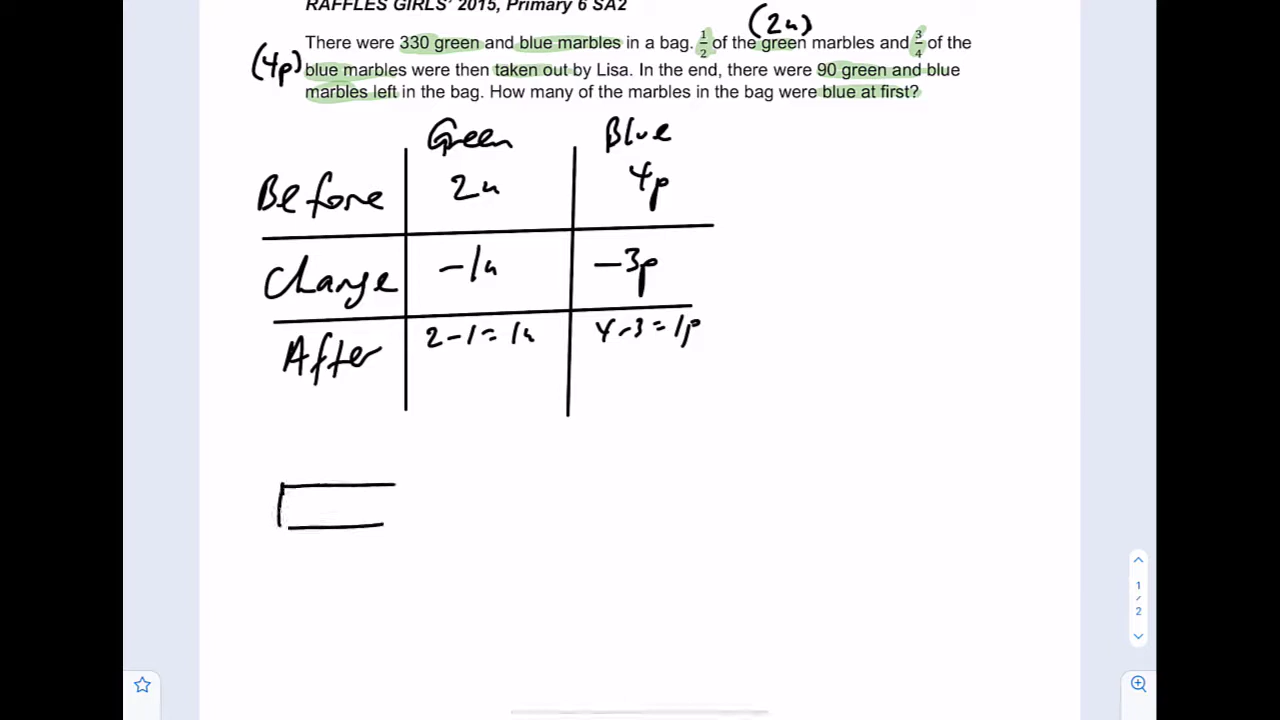 RAFFLES GIRLS' 2015, Primary 6 SA2
(2u)
There were 330 green and blue marbles in a bag. 1/2 of the green marbles and 3/4 of the
(4p) blue marbles were then taken out by Lisa. In the end, there were 90 green and blue
marbles left in the bag. How many of the marbles in the bag were blue at first?
Green Blue
Before 2u 4p
Change -1u -3p
After 2-1=1u 4-3=1p
1
/
2